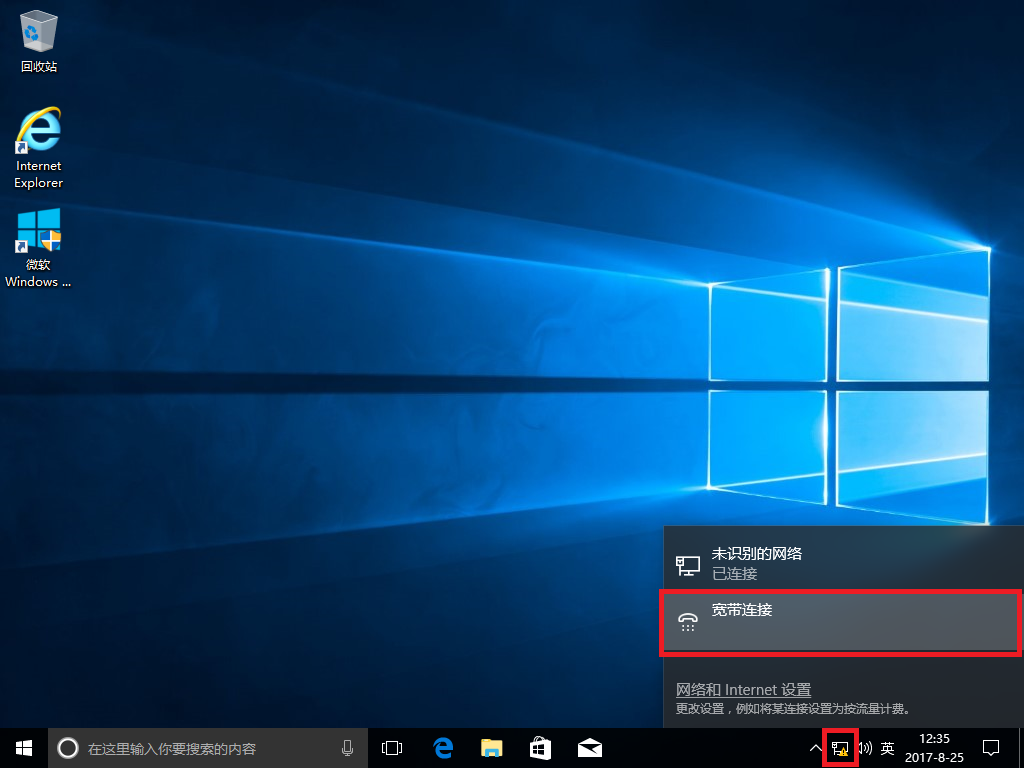 回收站
Internet
Explorer
微软
Windows ...
未识别的网络
已连接
宽带连接
网络和 Internet 设置
更改设置，例如将某连接设置为按流量计费。
在这里输入你要搜索的内容
英
12:35
2017-8-25